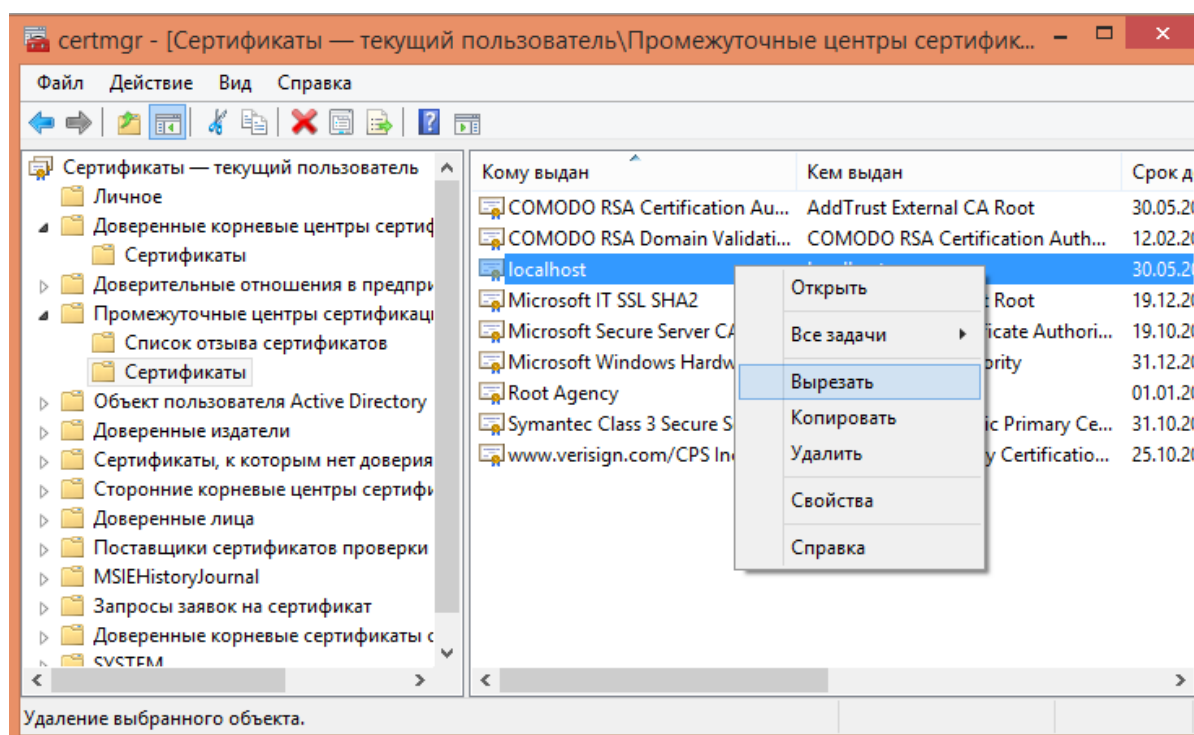 certmgr - [Сертификаты — текущий пользователь\Промежуточные центры сертифик...
Файл Действие Вид Справка
Сертификаты — текущий пользователь
Личное
Доверенные корневые центры сертиф
Сертификаты
Доверительные отношения в предпри
Промежуточные центры сертификаци
Список отзыва сертификатов
Сертификаты
Объект пользователя Active Directory
Доверенные издатели
Сертификаты, к которым нет доверия
Сторонние корневые центры сертифи
Доверенные лица
Поставщики сертификатов проверки
MSIEHistoryJournal
Запросы заявок на сертификат
Доверенные корневые сертификаты с
SYSTEM
Кому выдан Кем выдан Срок д
COMODO RSA Certification Au... AddTrust External CA Root 30.05.20
COMODO RSA Domain Validati... COMODO RSA Certification Auth... 12.02.20
localhost 30.05.20
Microsoft IT SSL SHA2 Root 19.12.20
Microsoft Secure Server CA icate Authori... 19.10.20
Microsoft Windows Hardw ority 31.12.20
Root Agency 01.01.20
Symantec Class 3 Secure S ic Primary Ce... 31.10.20
www.verisign.com/CPS In y Certificatio... 25.10.20
Открыть
Все задачи
Вырезать
Копировать
Удалить
Свойства
Справка
Удаление выбранного объекта.